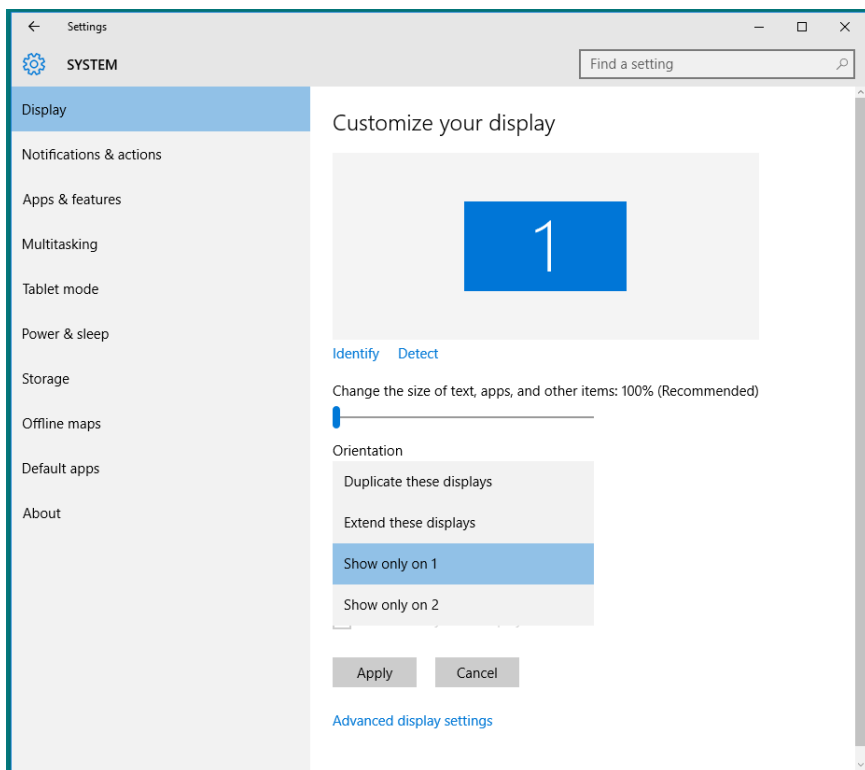 Settings
SYSTEM
Find a setting
Display
Notifications & actions
Apps & features
Multitasking
Tablet mode
Power & sleep
Storage
Offline maps
Default apps
About
Customize your display
1
Identify Detect
Change the size of text, apps, and other items: 100% (Recommended)
Orientation
Duplicate these displays
Extend these displays
Show only on 1
Show only on 2
Apply Cancel
Advanced display settings